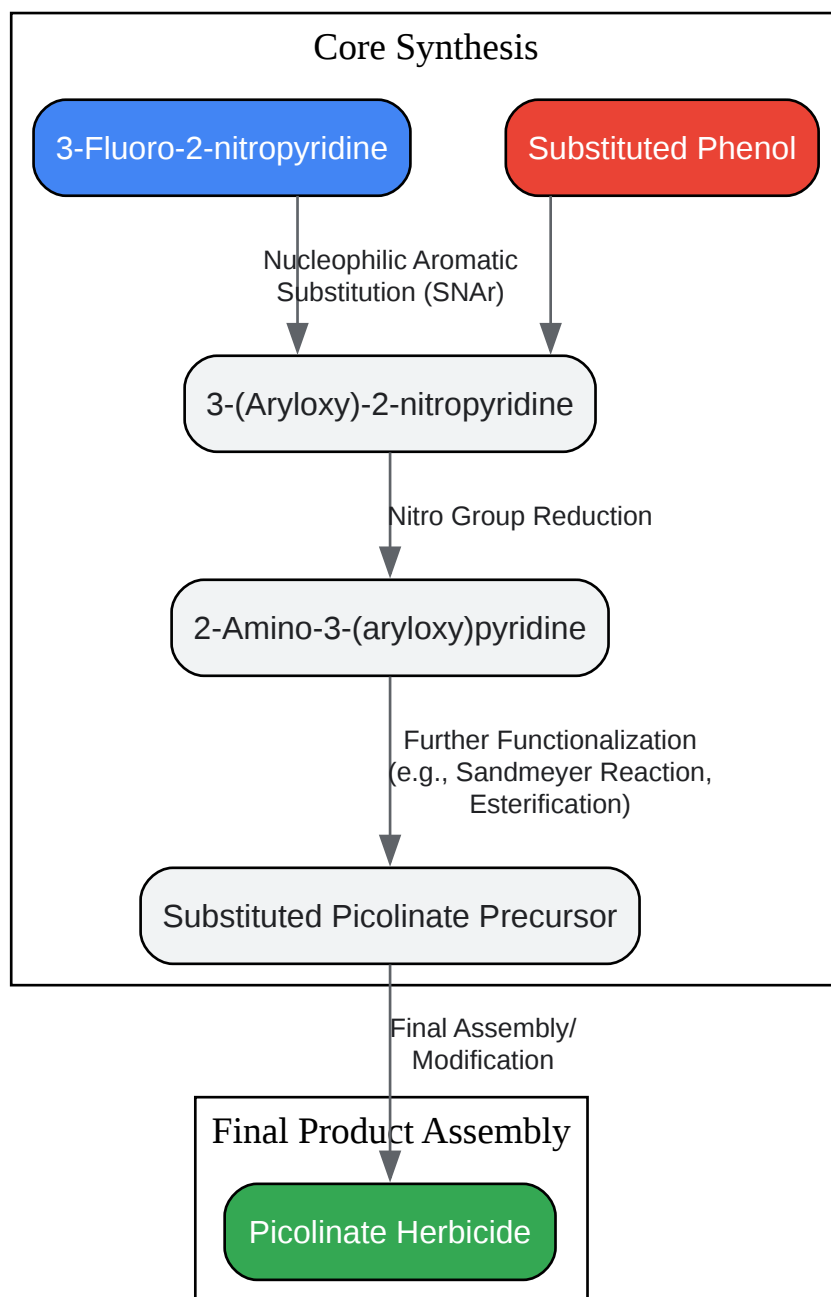 Core Synthesis
3-Fluoro-2-nitropyridine
Substituted Phenol
Nucleophilic Aromatic
Substitution (SNAr)
3-(Aryloxy)-2-nitropyridine
Nitro Group Reduction
2-Amino-3-(aryloxy)pyridine
Further Functionalization
(e.g., Sandmeyer Reaction,
Esterification)
Substituted Picolinate Precursor
Final Assembly/
Modification
Final Product Assembly
Picolinate Herbicide